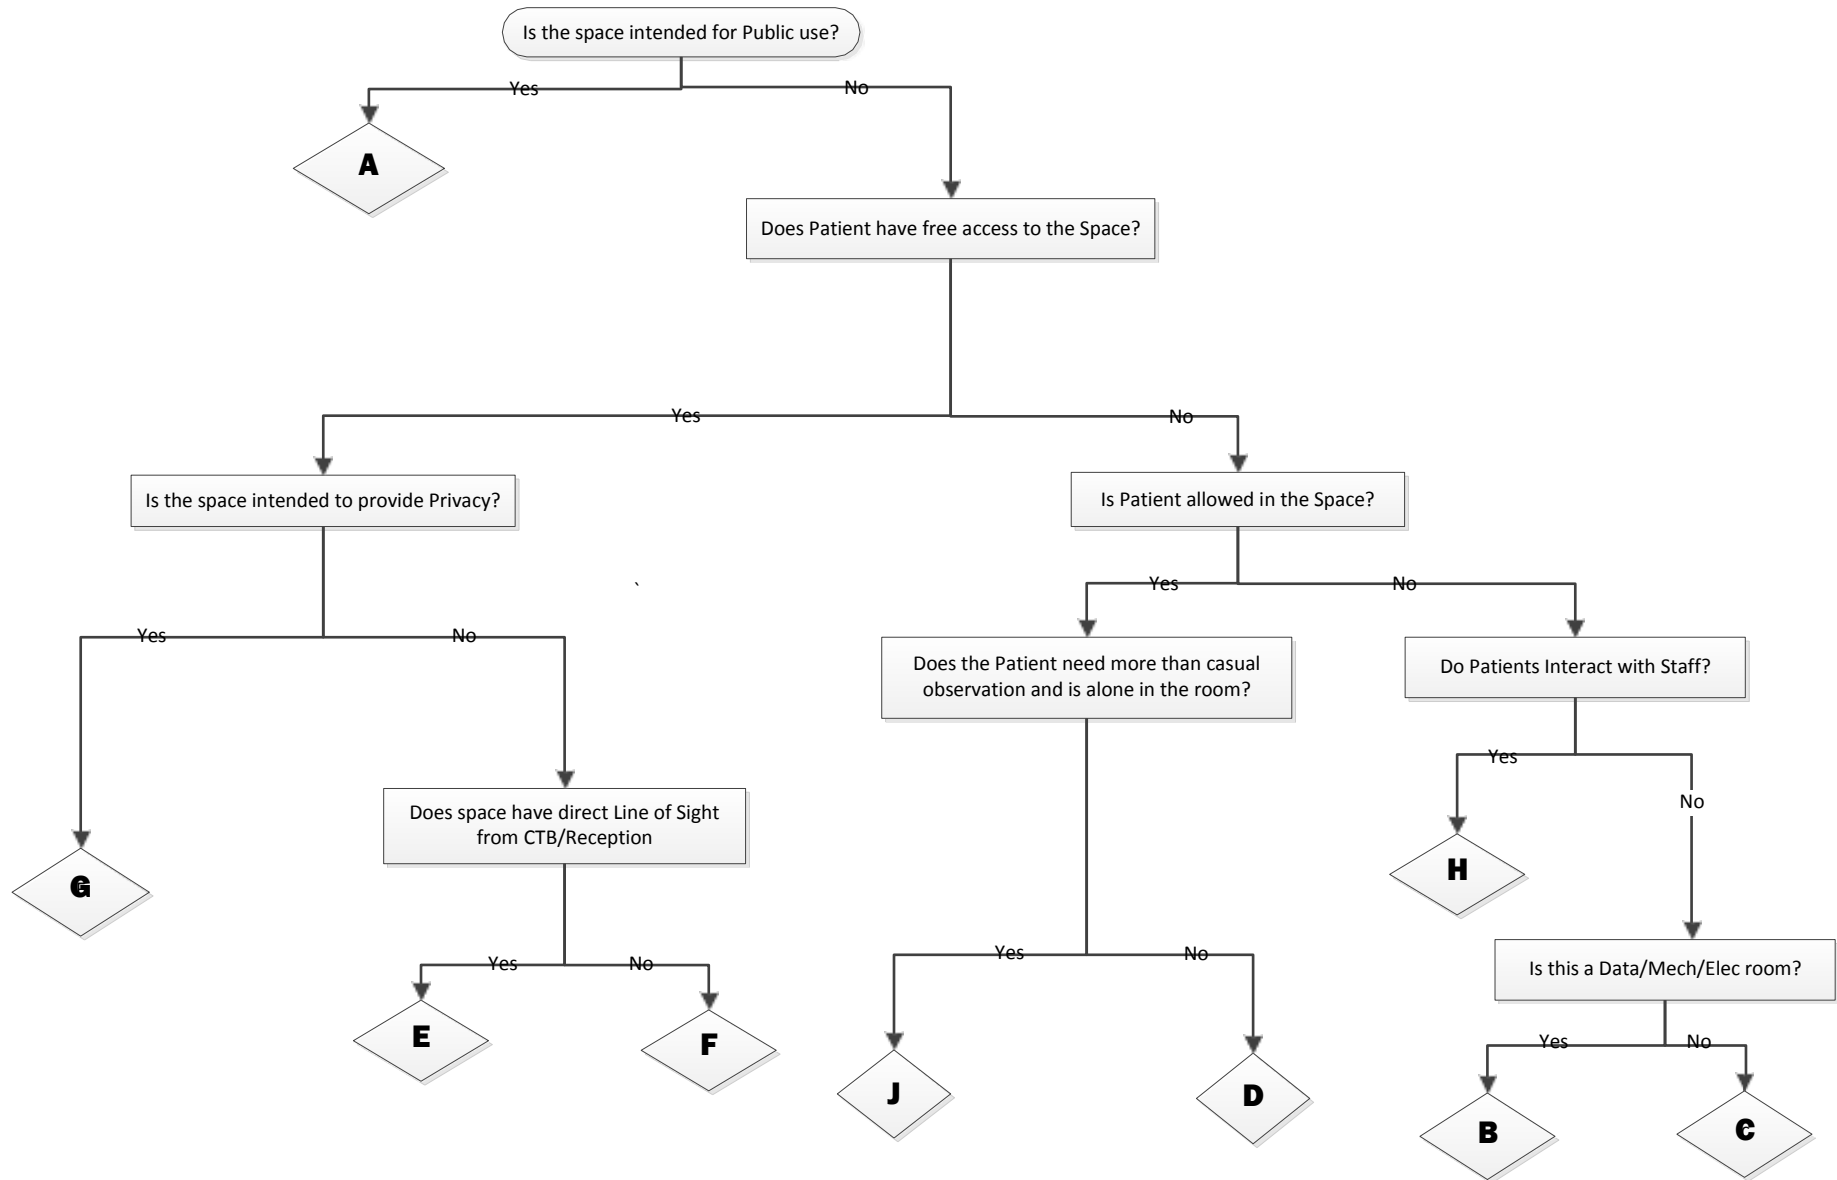 Is the space intended for Public use?
Yes
No
A
Does Patient have free access to the Space?
Yes
No
Is the space intended to provide Privacy?
Is Patient allowed in the Space?
`
Yes
No
Yes
No
Does the Patient need more than casual
observation and is alone in the room?
Do Patients Interact with Staff?
Yes
No
Does space have direct Line of Sight
from CTB/Reception
G
H
Yes
No
Yes
No
Is this a Data/Mech/Elec room?
E
F
J
D
Yes
No
B
C